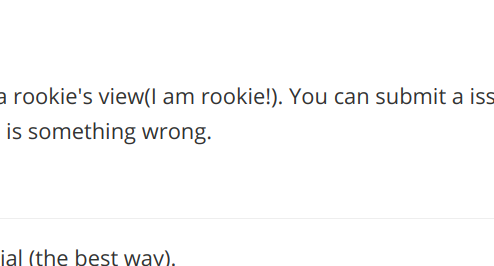 a rookie's view(I am rookie!). You can submit a iss
is something wrong.
ial (the best way).